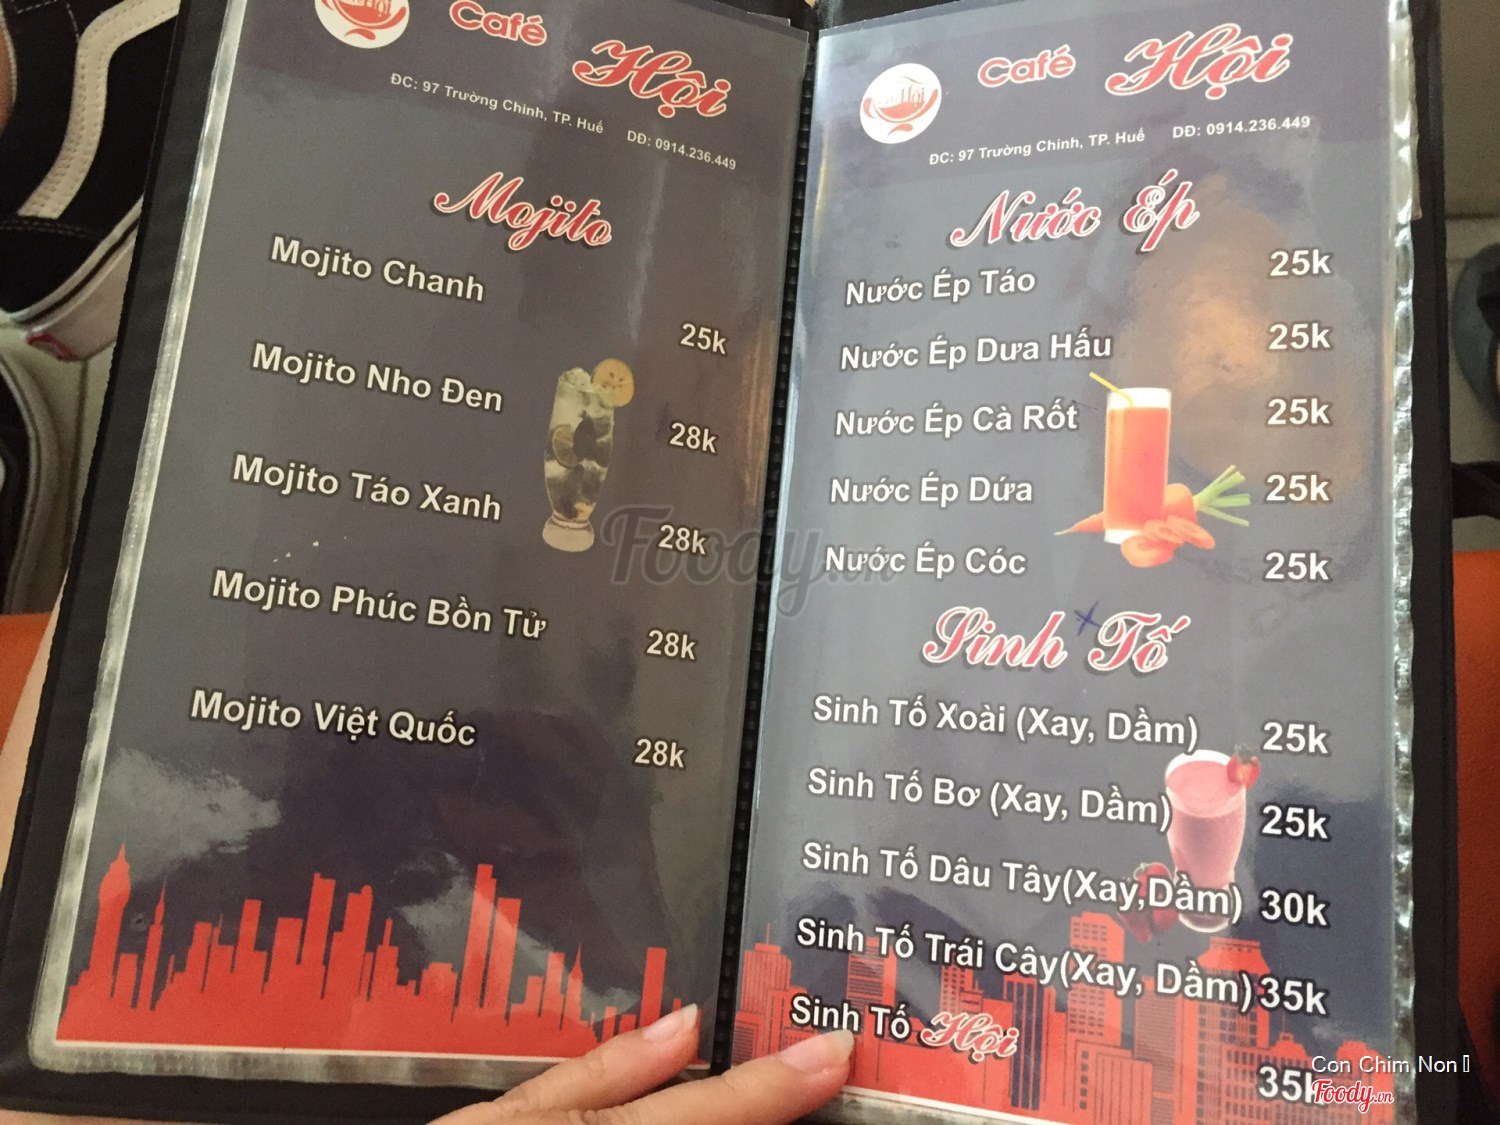 Café Hội
ĐC: 97 Trường Chinh, TP. Huế DĐ: 0914.236.449
Mojito
Mojito Chanh 25k
Mojito Nho Đen 28k
Mojito Táo Xanh 28k
Mojito Phúc Bồn Tử 28k
Mojito Việt Quốc 28k
Café Hội
ĐC: 97 Trường Chinh, TP. Huế DĐ: 0914.236.449
Nước Ép
Nước Ép Táo 25k
Nước Ép Dưa Hấu 25k
Nước Ép Cà Rốt 25k
Nước Ép Dứa 25k
Nước Ép Cóc 25k
Sinh Tố
Sinh Tố Xoài (Xay, Dầm) 25k
Sinh Tố Bơ (Xay, Dầm) 25k
Sinh Tố Dâu Tây(Xay,Dầm) 30k
Sinh Tố Trái Cây(Xay, Dầm) 35k
Sinh Tố Hội 35k
Foody.vn
Con Chim Non
Foody.vn